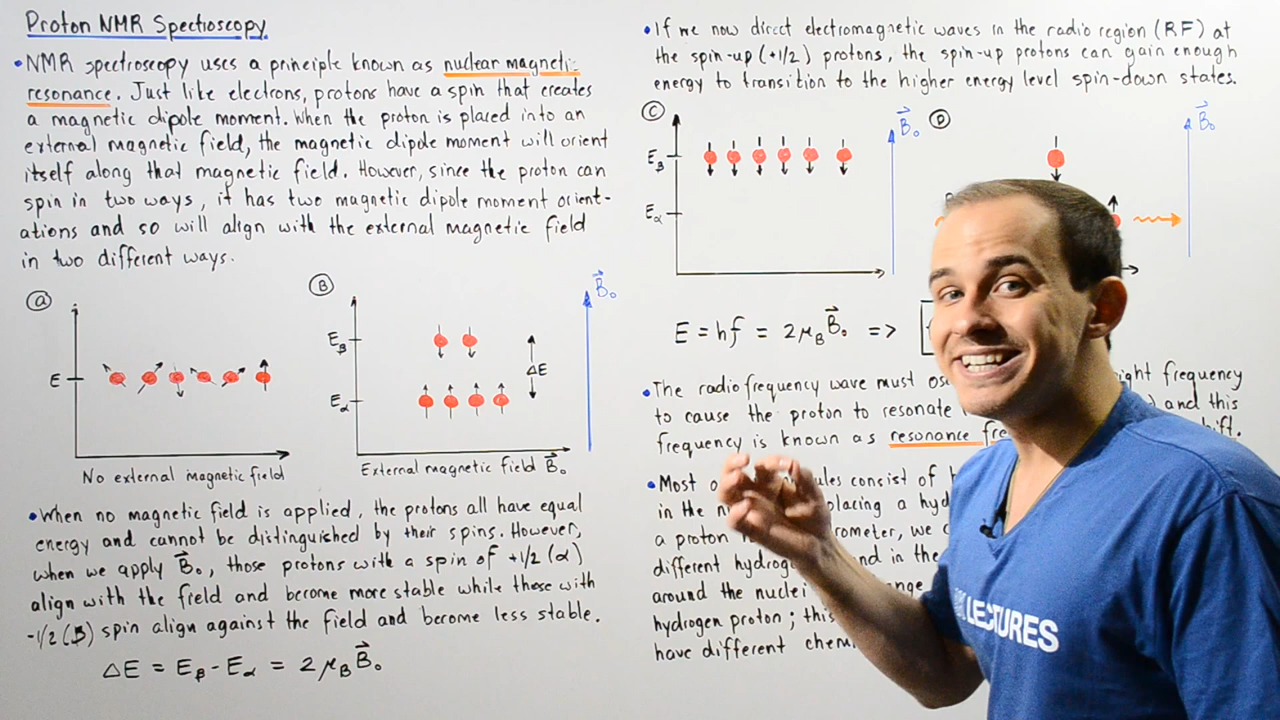 Proton NMR Spectroscopy
•NMR spectroscopy uses a principle known as nuclear magnetic
resonance. Just like electrons, protons have a spin that creates
a magnetic dipole moment. When the proton is placed into an
external magnetic field, the magnetic dipole moment will orient
itself along that magnetic field. However, since the proton can
spin in two ways, it has two magnetic dipole moment orient-
ations and so will align with the external magnetic field
in two different ways.
A
E
No external magnetic field
B
B₀
Eβ
Eα
ΔE
External magnetic field B₀
•When no magnetic field is applied, the protons all have equal
energy and cannot be distinguished by their spins. However,
when we apply B₀, those protons with a spin of +1/2 (α)
align with the field and become more stable while those with
-1/2 (β) spin align against the field and become less stable.
ΔE = Eβ - Eα = 2μB B₀
•If we now direct electromagnetic waves in the radio region (RF) at
the spin-up (+1/2) protons, the spin-up protons can gain enough
energy to transition to the higher energy level spin-down states.
C
B₀
Eβ
Eα
D
B₀
E = hf = 2μB B₀ =>
•The radiofrequency wave must right frequency
to cause the proton to resonate and this
frequency is known as resonance
•Most consist of
in the
a proton we
different and in the
around the nuclei
hydrogen proton; this
have different
LECTURES